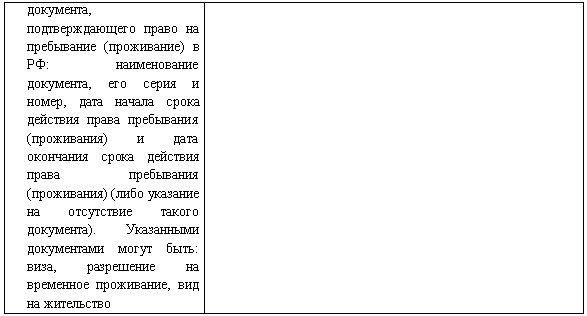 документа,
подтверждающего право на
пребывание (проживание) в
РФ: наименование
документа, его серия и
номер, дата начала срока
действия права пребывания
(проживания) и дата
окончания срока действия
права пребывания
(проживания) (либо указание
на отсутствие такого
документа). Указанными
документами могут быть:
виза, разрешение на
временное проживание, вид
на жительство